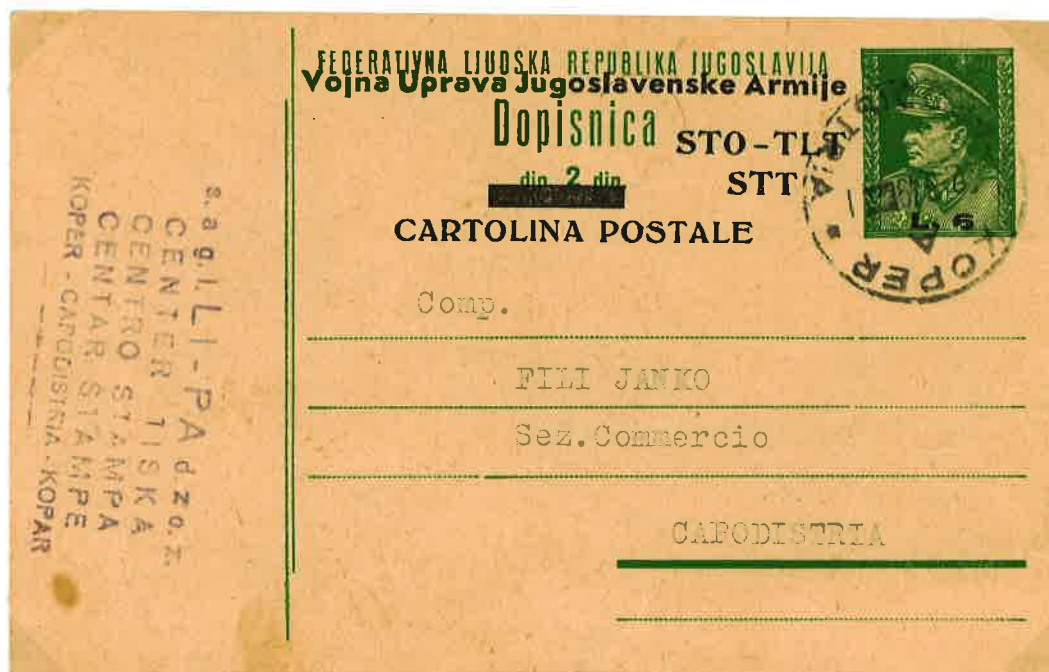 FEDERATIVNA LJUDSKA REPUBLIKA JUGOSLAVIJA
Vojna Uprava Jugoslavenske Armije
Dopisnica
STO-TLT
STT
din 2 din
CARTOLINA POSTALE
L 6
KOPER
Comp.
FILI JANKO
Sez.Commercio
CAPODISTRIA
s.a g.l. LI-PA d z o.z.
CENTER TISKA
CENTRO STAMPA
CENTAR STAMPE
KOPER - CAPODISTRIA - KOPAR